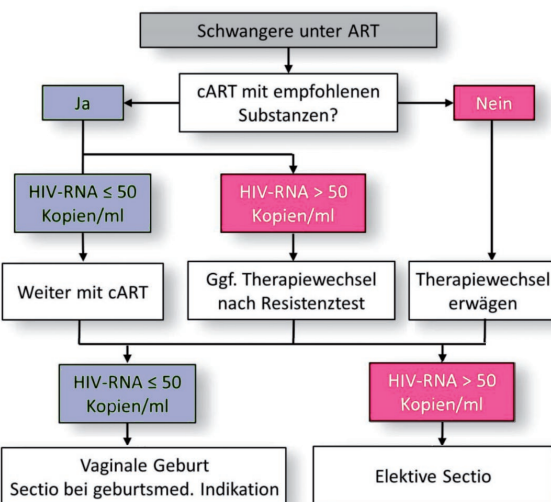 Schwangere unter ART
cART mit empfohlenen
Substanzen?
Ja
Nein
HIV-RNA ≤ 50
Kopien/ml
HIV-RNA > 50
Kopien/ml
Weiter mit cART
Ggf. Therapiewechsel
nach Resistenztest
Therapiewechsel
erwägen
HIV-RNA ≤ 50
Kopien/ml
HIV-RNA > 50
Kopien/ml
Vaginale Geburt
Sectio bei geburtsmed. Indikation
Elektive Sectio